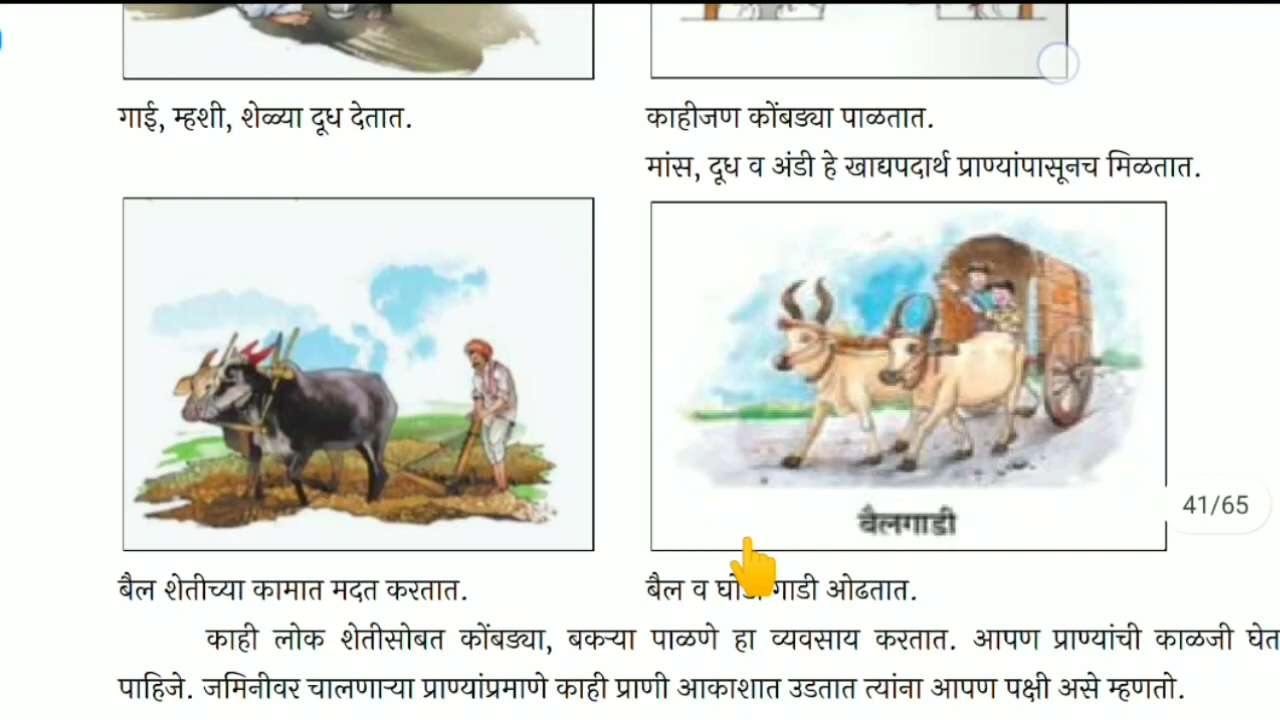 गाई, म्हशी, शेळ्या दूध देतात.
काहीजण कोंबड्या पाळतात.
मांस, दूध व अंडी हे खाद्यपदार्थ प्राण्यांपासूनच मिळतात.
बैलगाडी
41/65
बैल शेतीच्या कामात मदत करतात.
बैल व गाडी ओढतात.
काही लोक शेतीसोबत कोंबड्या, बकऱ्या पाळणे हा व्यवसाय करतात. आपण प्राण्यांची काळजी घेत
पाहिजे. जमिनीवर चालणाऱ्या प्राण्यांप्रमाणे काही प्राणी आकाशात उडतात त्यांना आपण पक्षी असे म्हणतो.